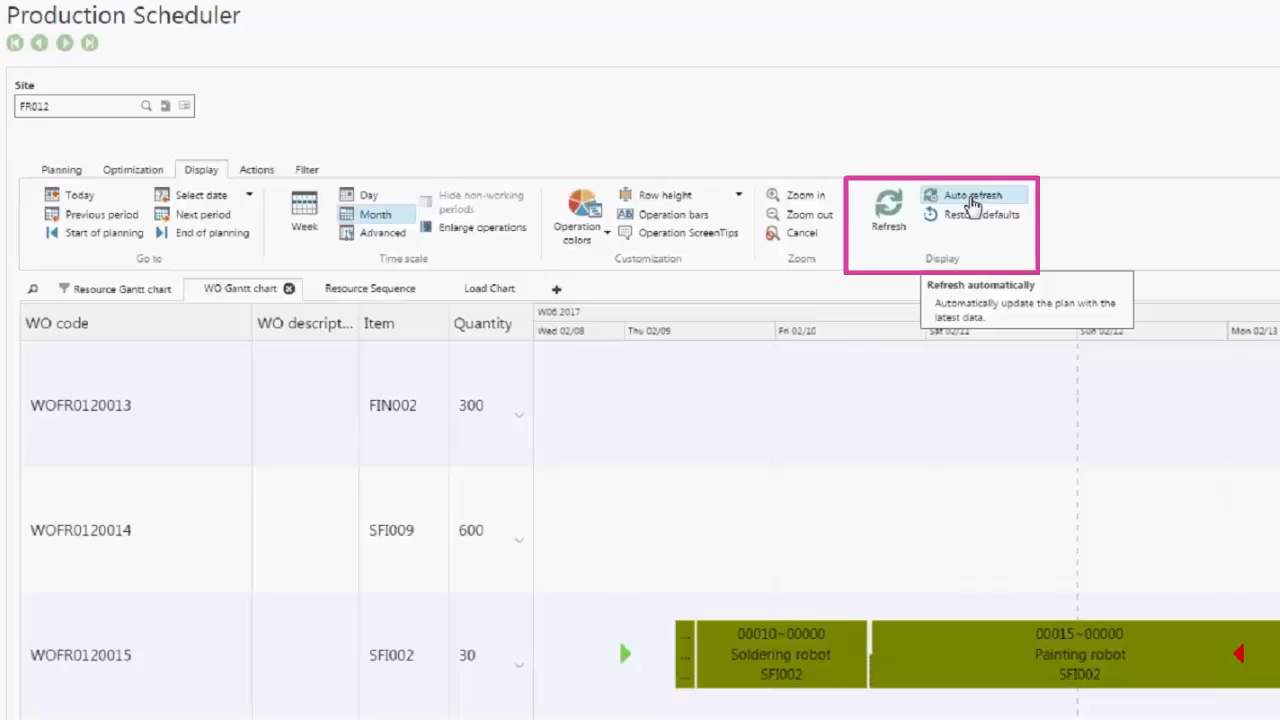 Production Scheduler
Site
FR012
Planning Optimization Display Actions Filter
Today Select date Day Hide non-working periods Row height Zoom in Auto refresh
Previous period Next period Week Month Operation bars Zoom out Refresh
Start of planning End of planning Advanced Enlarge operations Operation colors Operation ScreenTips Cancel
Go to Time scale Customization Zoom Display
Resource Gantt chart WO Gantt chart Resource Sequence Load Chart
Refresh automatically
Automatically update the plan with the
latest data.
WO code WO descript... Item Quantity
W06 2017
Wed 02/08 Thu 02/09 Fri 02/10 Sat 02/11 Sun 02/12 Mon 02/13
WOFR0120013 FIN002 300
WOFR0120014 SFI009 600
WOFR0120015 SFI002 30
... 00010~00000 00015~00000
... Soldering robot Painting robot
... SFI002 SFI002